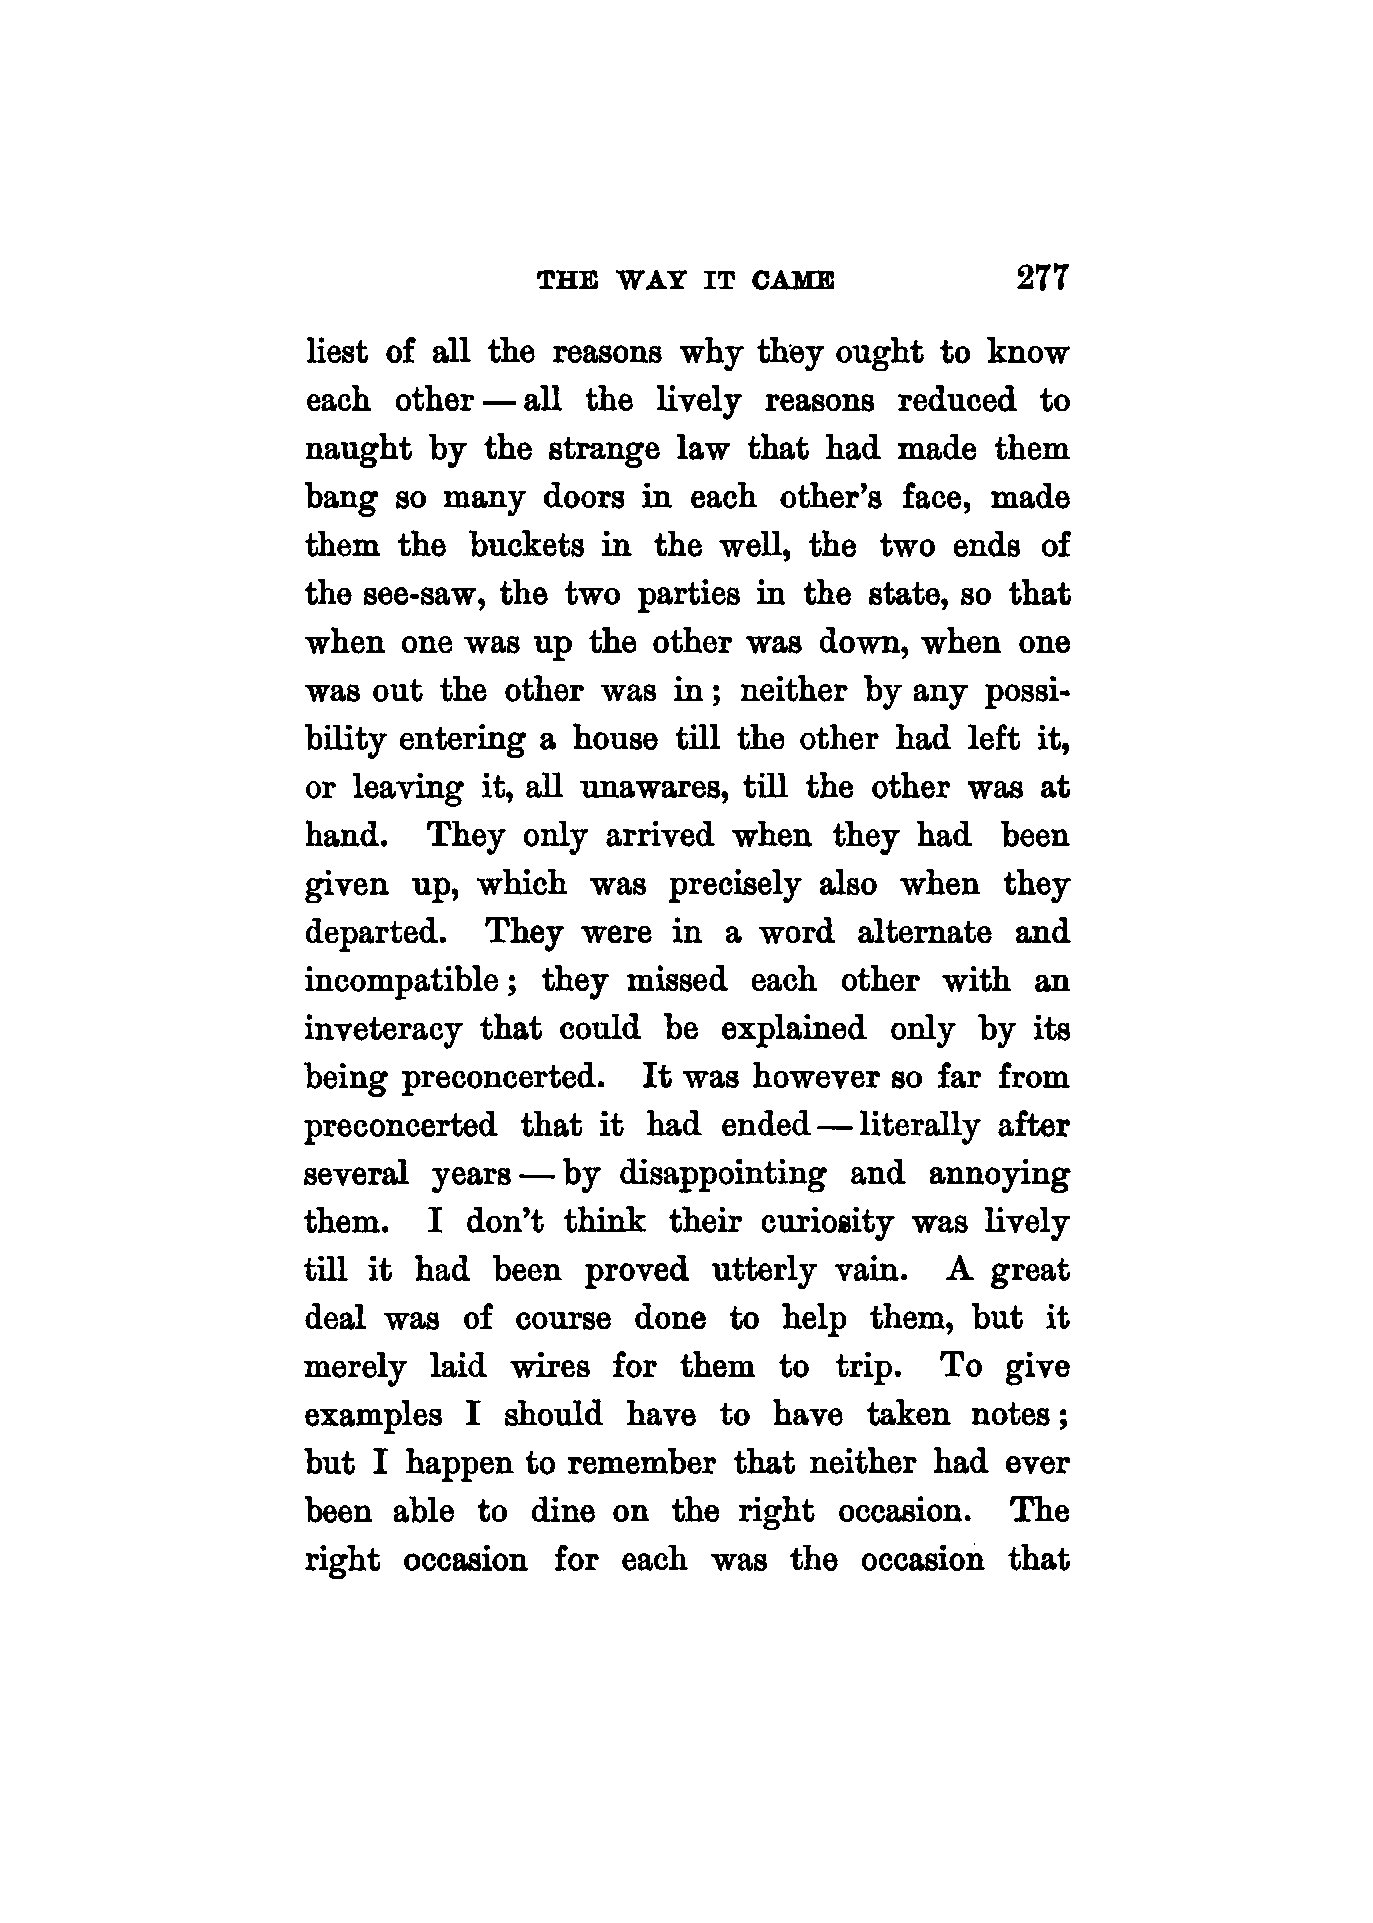 THE WAY IT CAME 277
liest of all the reasons why they ought to know
each other — all the lively reasons reduced to
naught by the strange law that had made them
bang so many doors in each other's face, made
them the buckets in the well, the two ends of
the see-saw, the two parties in the state, so that
when one was up the other was down, when one
was out the other was in; neither by any possi-
bility entering a house till the other had left it,
or leaving it, all unawares, till the other was at
hand. They only arrived when they had been
given up, which was precisely also when they
departed. They were in a word alternate and
incompatible; they missed each other with an
inveteracy that could be explained only by its
being preconcerted. It was however so far from
preconcerted that it had ended — literally after
several years — by disappointing and annoying
them. I don't think their curiosity was lively
till it had been proved utterly vain. A great
deal was of course done to help them, but it
merely laid wires for them to trip. To give
examples I should have to have taken notes;
but I happen to remember that neither had ever
been able to dine on the right occasion. The
right occasion for each was the occasion that